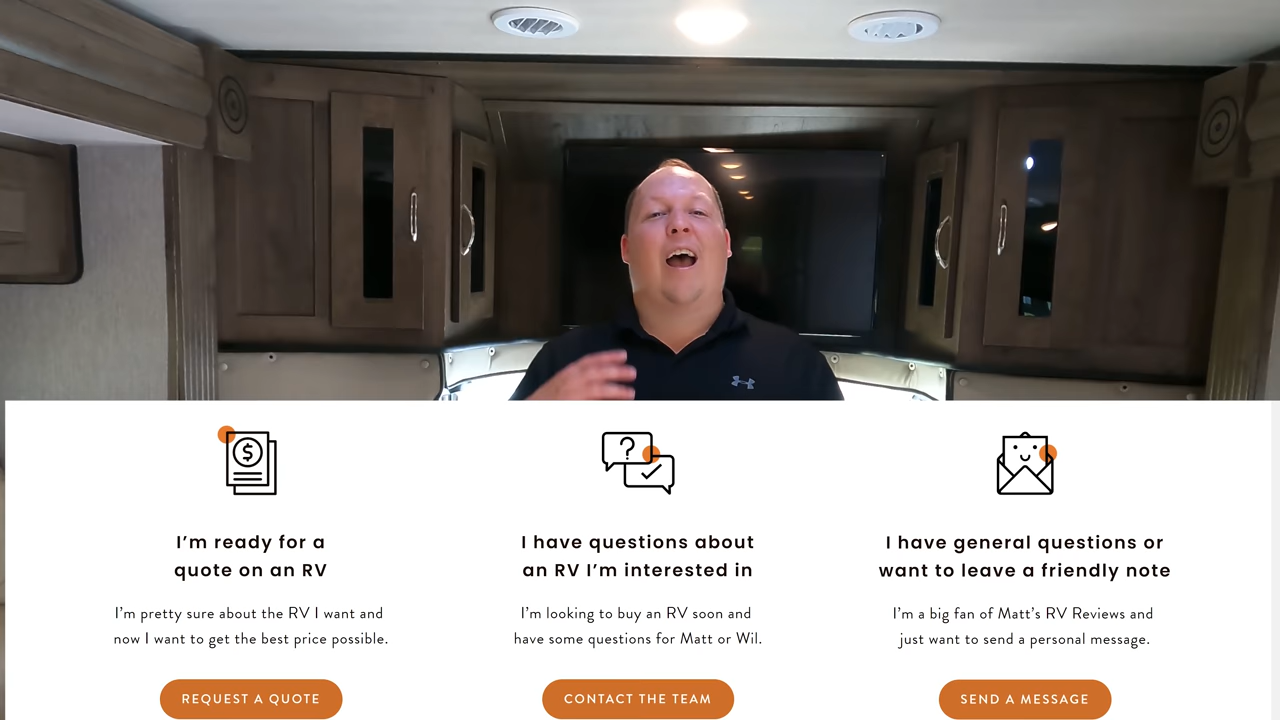 I'm ready for a
quote on an RV
I'm pretty sure about the RV I want and
now I want to get the best price possible.
REQUEST A QUOTE
I have questions about
an RV I'm interested in
I'm looking to buy an RV soon and
have some questions for Matt or Wil.
CONTACT THE TEAM
I have general questions or
want to leave a friendly note
I'm a big fan of Matt's RV Reviews and
just want to send a personal message.
SEND A MESSAGE